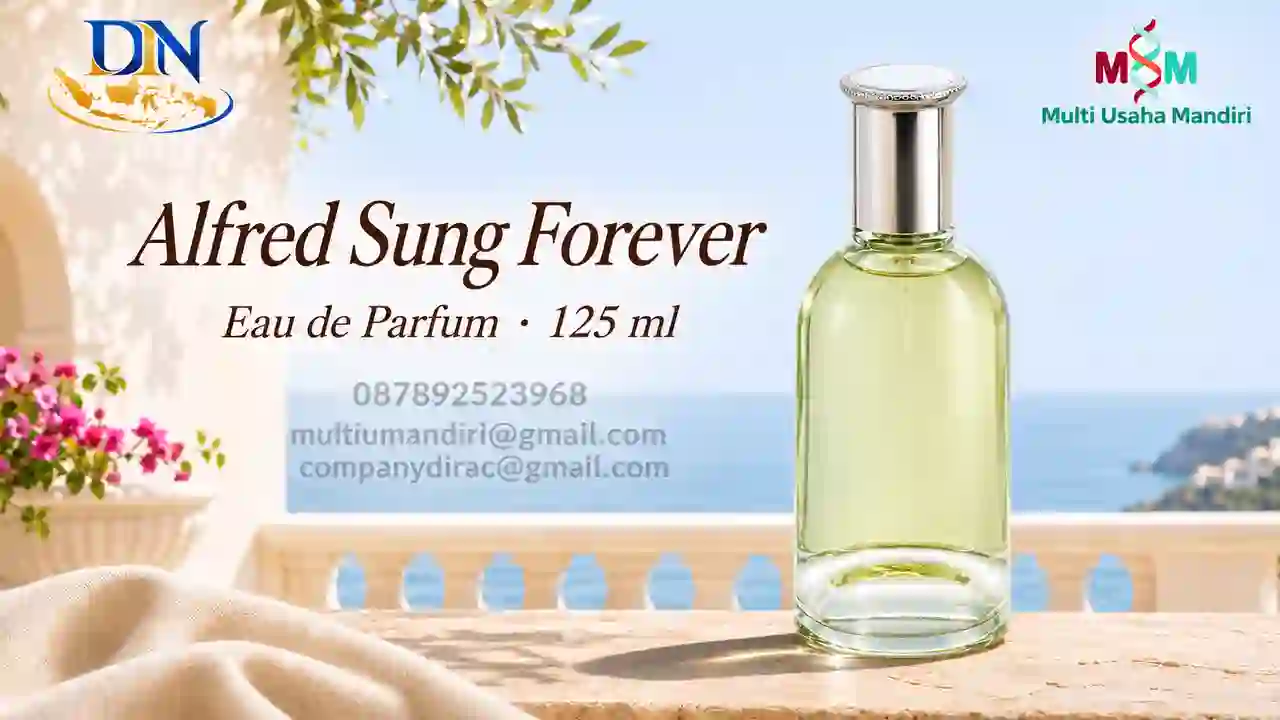 DN
MSM
Multi Usaha Mandiri
Alfred Sung Forever
Eau de Parfum · 125 ml
087892523968
multiumandiri@gmail.com
companydirac@gmail.com